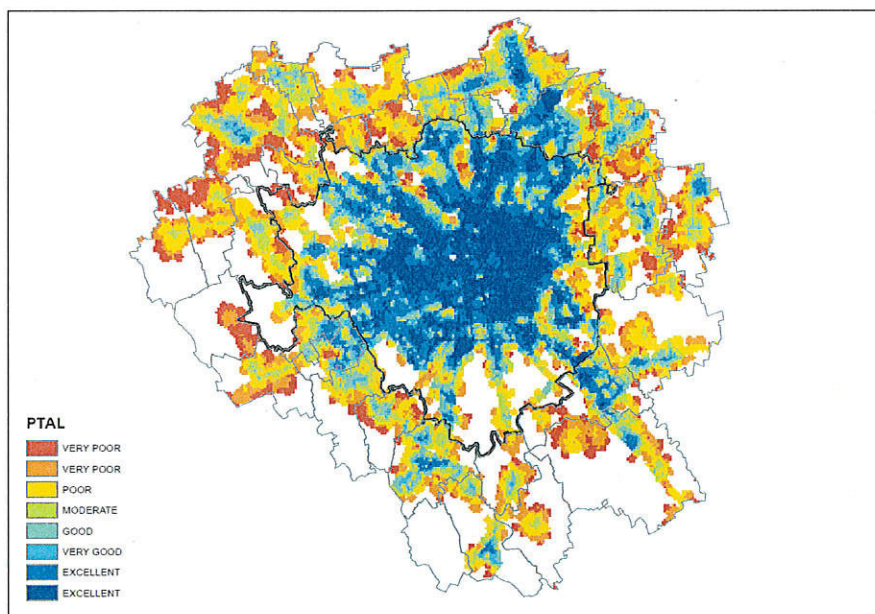 PTAL
VERY POOR
VERY POOR
POOR
MODERATE
GOOD
VERY GOOD
EXCELLENT
EXCELLENT